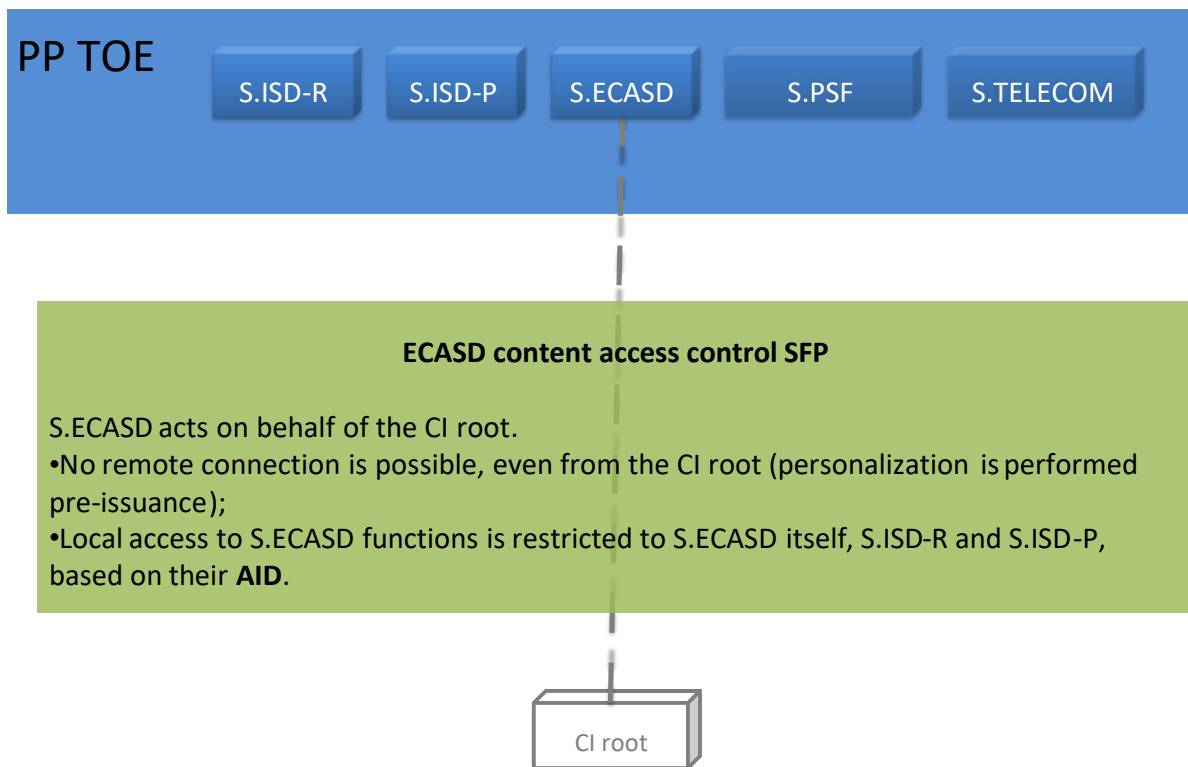 PP TOE
S.ISD-R
S.ISD-P
S.ECASD
S.PSF
S.TELECOM
ECASD content access control SFP
S.ECASD acts on behalf of the CI root.
•No remote connection is possible, even from the CI root (personalization is performed
pre-issuance);
•Local access to S.ECASD functions is restricted to S.ECASD itself, S.ISD-R and S.ISD-P,
based on their AID.
CI root